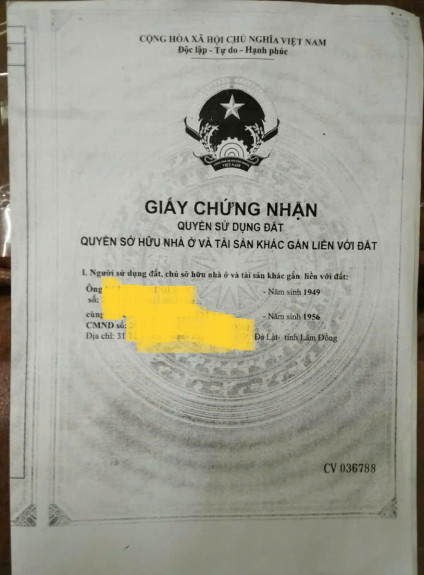 CỘNG HÒA XÃ HỘI CHỦ NGHĨA VIỆT NAM
Độc lập - Tự do - Hạnh phúc
VIỆT NAM
GIẤY CHỨNG NHẬN
QUYỀN SỬ DỤNG ĐẤT
QUYỀN SỞ HỮU NHÀ Ở VÀ TÀI SẢN KHÁC GẮN LIỀN VỚI ĐẤT
I. Người sử dụng đất, chủ sở hữu nhà ở và tài sản khác gắn liền với đất:
Ông - Năm sinh 1949
số:
cùng - Năm sinh 1956
CMND số:
Địa chỉ: 31 Đà Lạt- tỉnh Lâm Đồng
CV 036788